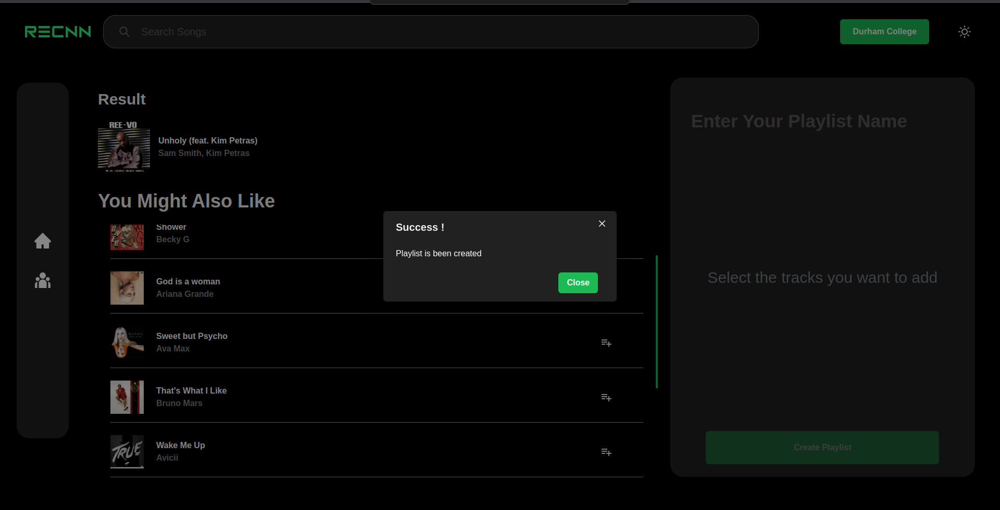 RECNN
Search Songs
Durham College
Result
REE-VO
Unholy (feat. Kim Petras)
Sam Smith, Kim Petras
You Might Also Like
Shower
Becky G
God is a woman
Ariana Grande
Sweet but Psycho
Ava Max
That's What I Like
Bruno Mars
TRUE
Wake Me Up
Avicii
Success !
Playlist is been created
Close
Enter Your Playlist Name
Select the tracks you want to add
Create Playlist